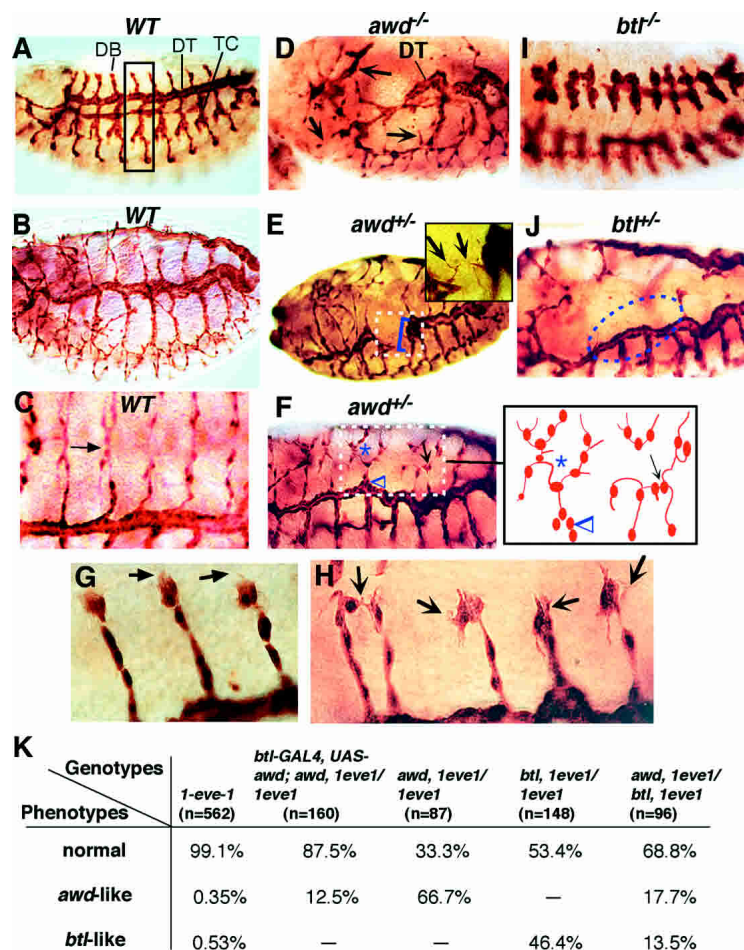 WT
awd-/-
btl-/-
A
DB
DT
TC
D
DT
I
B
WT
E
awd+/-
J
btl+/-
C
WT
F
awd+/-
*
*
G
H
K
Genotypes
Phenotypes
1-eve-1
(n=562)
btl-GAL4, UAS-
awd; awd, 1eve1/
1eve1
(n=160)
awd, 1eve1/
1eve1
(n=87)
btl, 1eve1/
1eve1
(n=148)
awd, 1eve1/
btl, 1eve1
(n=96)
normal 99.1% 87.5% 33.3% 53.4% 68.8%
awd-like 0.35% 12.5% 66.7% — 17.7%
btl-like 0.53% — — 46.4% 13.5%